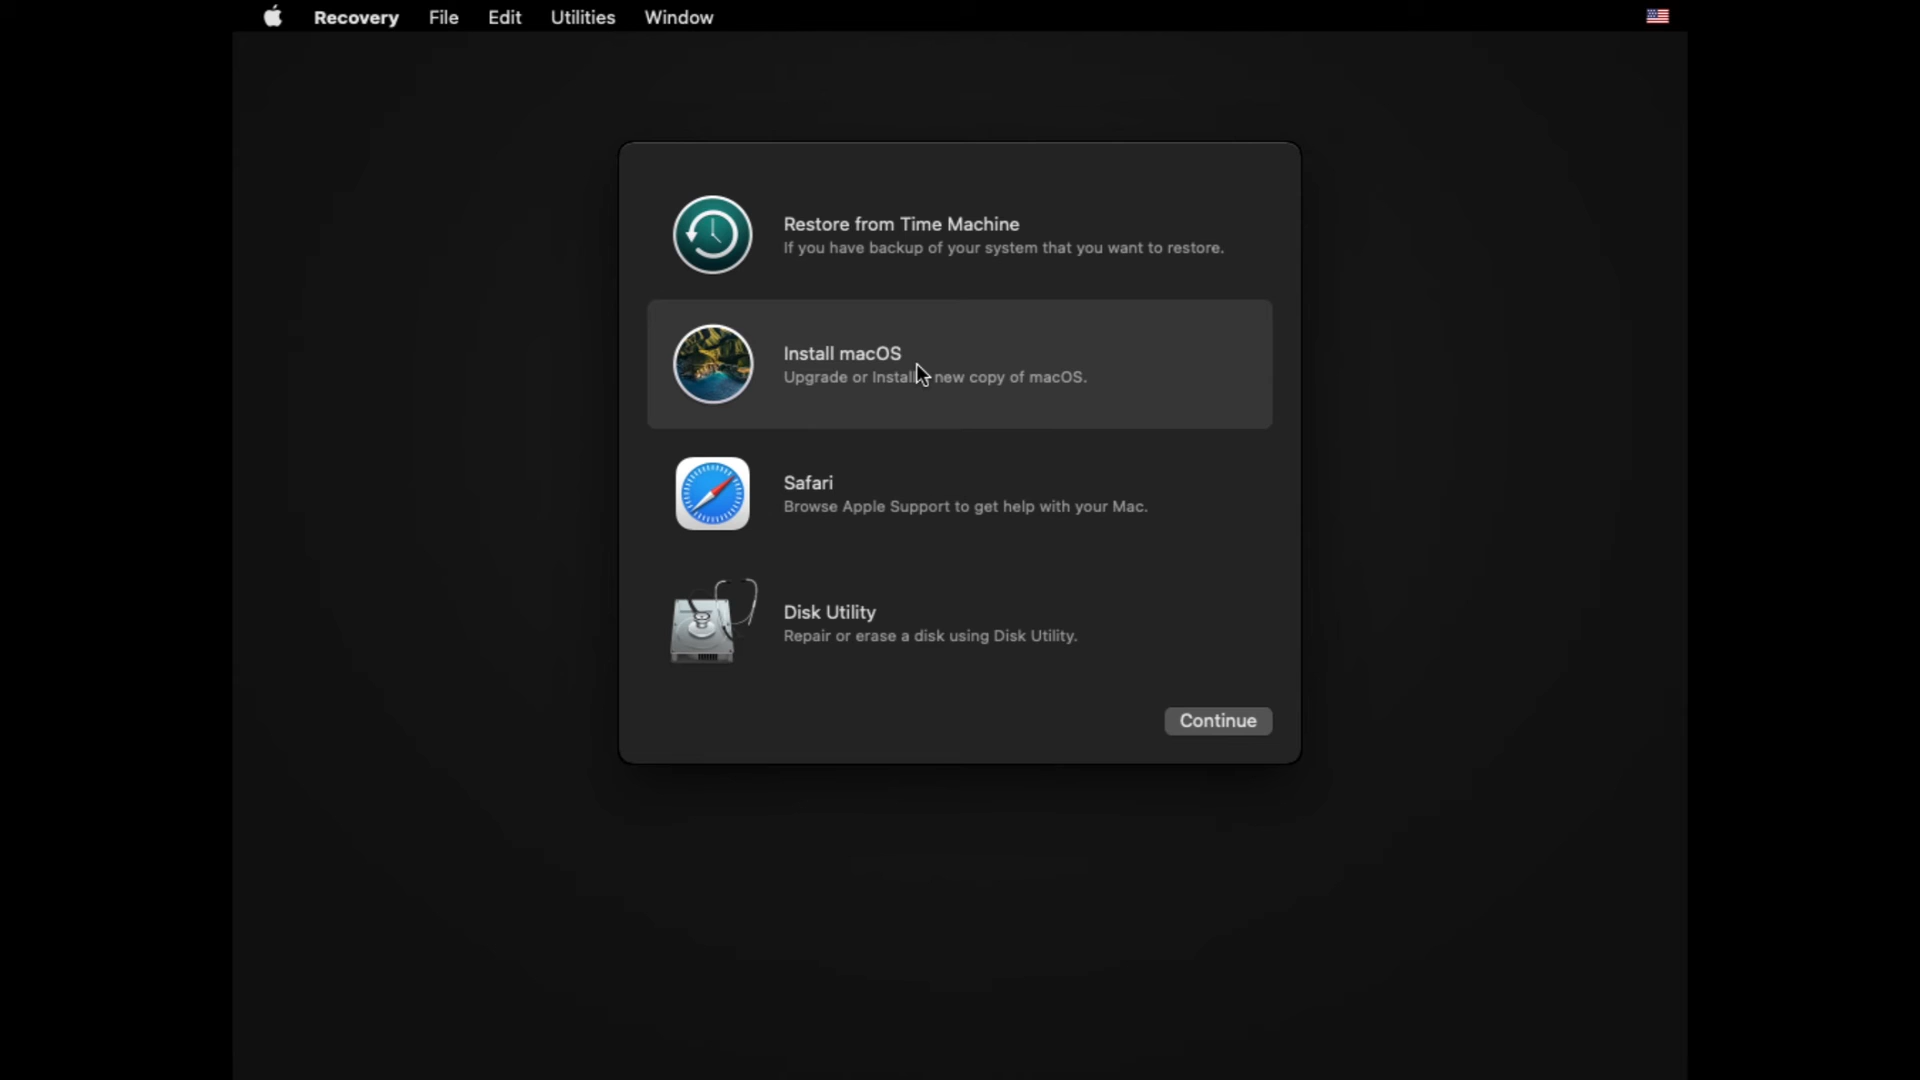 Recovery File Edit Utilities Window
Restore from Time Machine
If you have backup of your system that you want to restore.
Install macOS
Upgrade or Install new copy of macOS.
Safari
Browse Apple Support to get help with your Mac.
Disk Utility
Repair or erase a disk using Disk Utility.
Continue